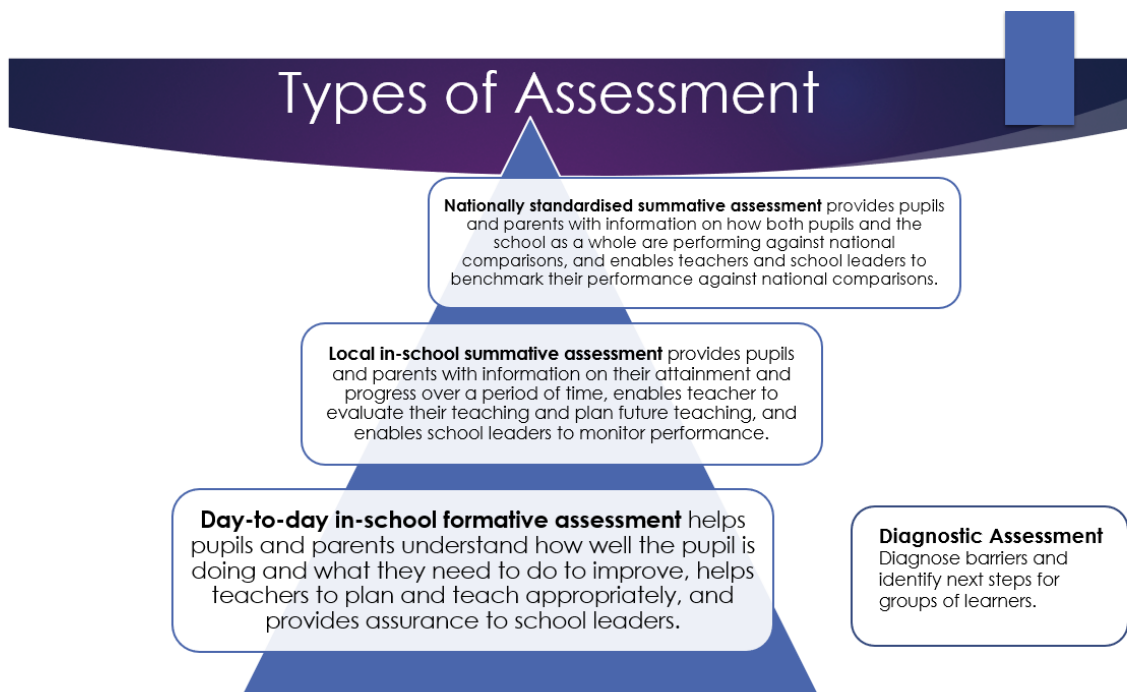 Types of Assessment
Nationally standardised summative assessment provides pupils
and parents with information on how both pupils and the
school as a whole are performing against national
comparisons, and enables teachers and school leaders to
benchmark their performance against national comparisons.
Local in-school summative assessment provides pupils
and parents with information on their attainment and
progress over a period of time, enables teacher to
evaluate their teaching and plan future teaching, and
enables school leaders to monitor performance.
Day-to-day in-school formative assessment helps
pupils and parents understand how well the pupil is
doing and what they need to do to improve, helps
teachers to plan and teach appropriately, and
provides assurance to school leaders.
Diagnostic Assessment
Diagnose barriers and
identify next steps for
groups of learners.